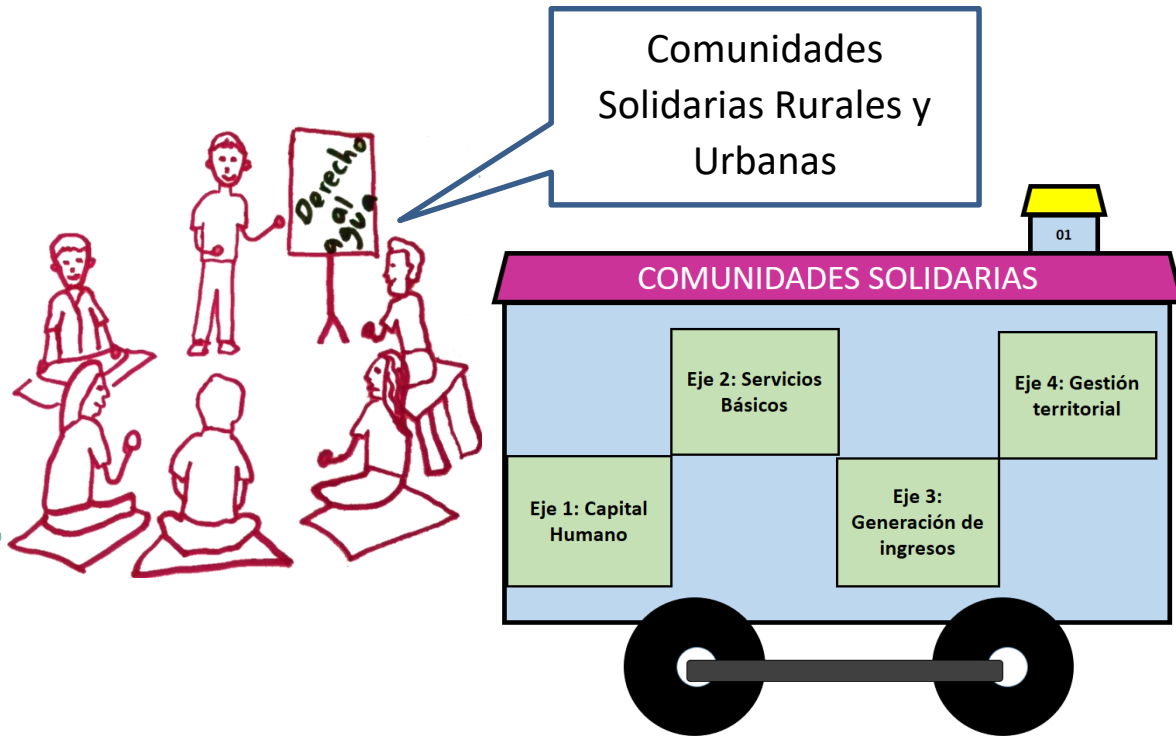 Comunidades
Solidarias Rurales y
Urbanas
Derecho
al
agua
01
COMUNIDADES SOLIDARIAS
Eje 1: Capital
Humano
Eje 2: Servicios
Básicos
Eje 3:
Generación de
ingresos
Eje 4: Gestión
territorial